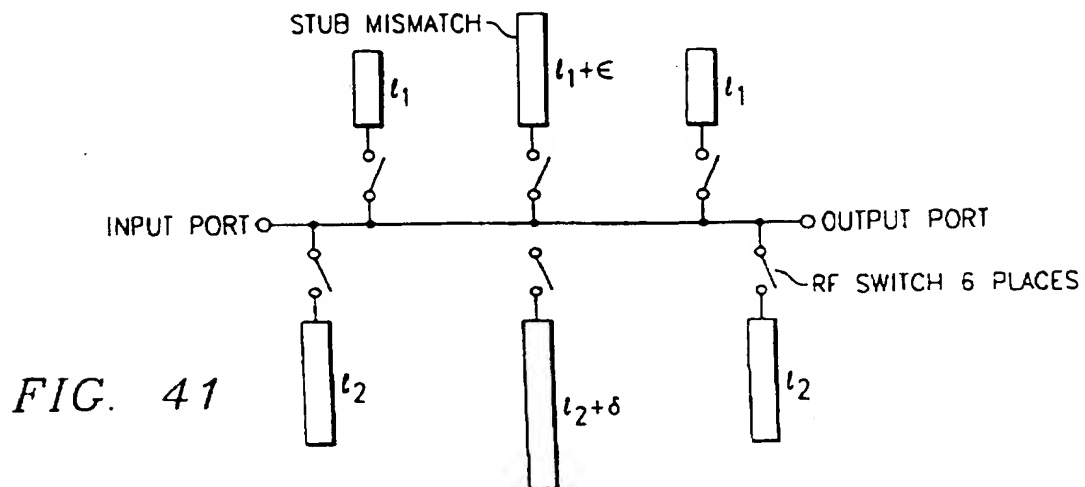 STUB MISMATCH
ℓ1
ℓ1+ϵ
ℓ1
INPUT PORT
OUTPUT PORT
RF SWITCH 6 PLACES
ℓ2
ℓ2+δ
ℓ2
FIG. 41